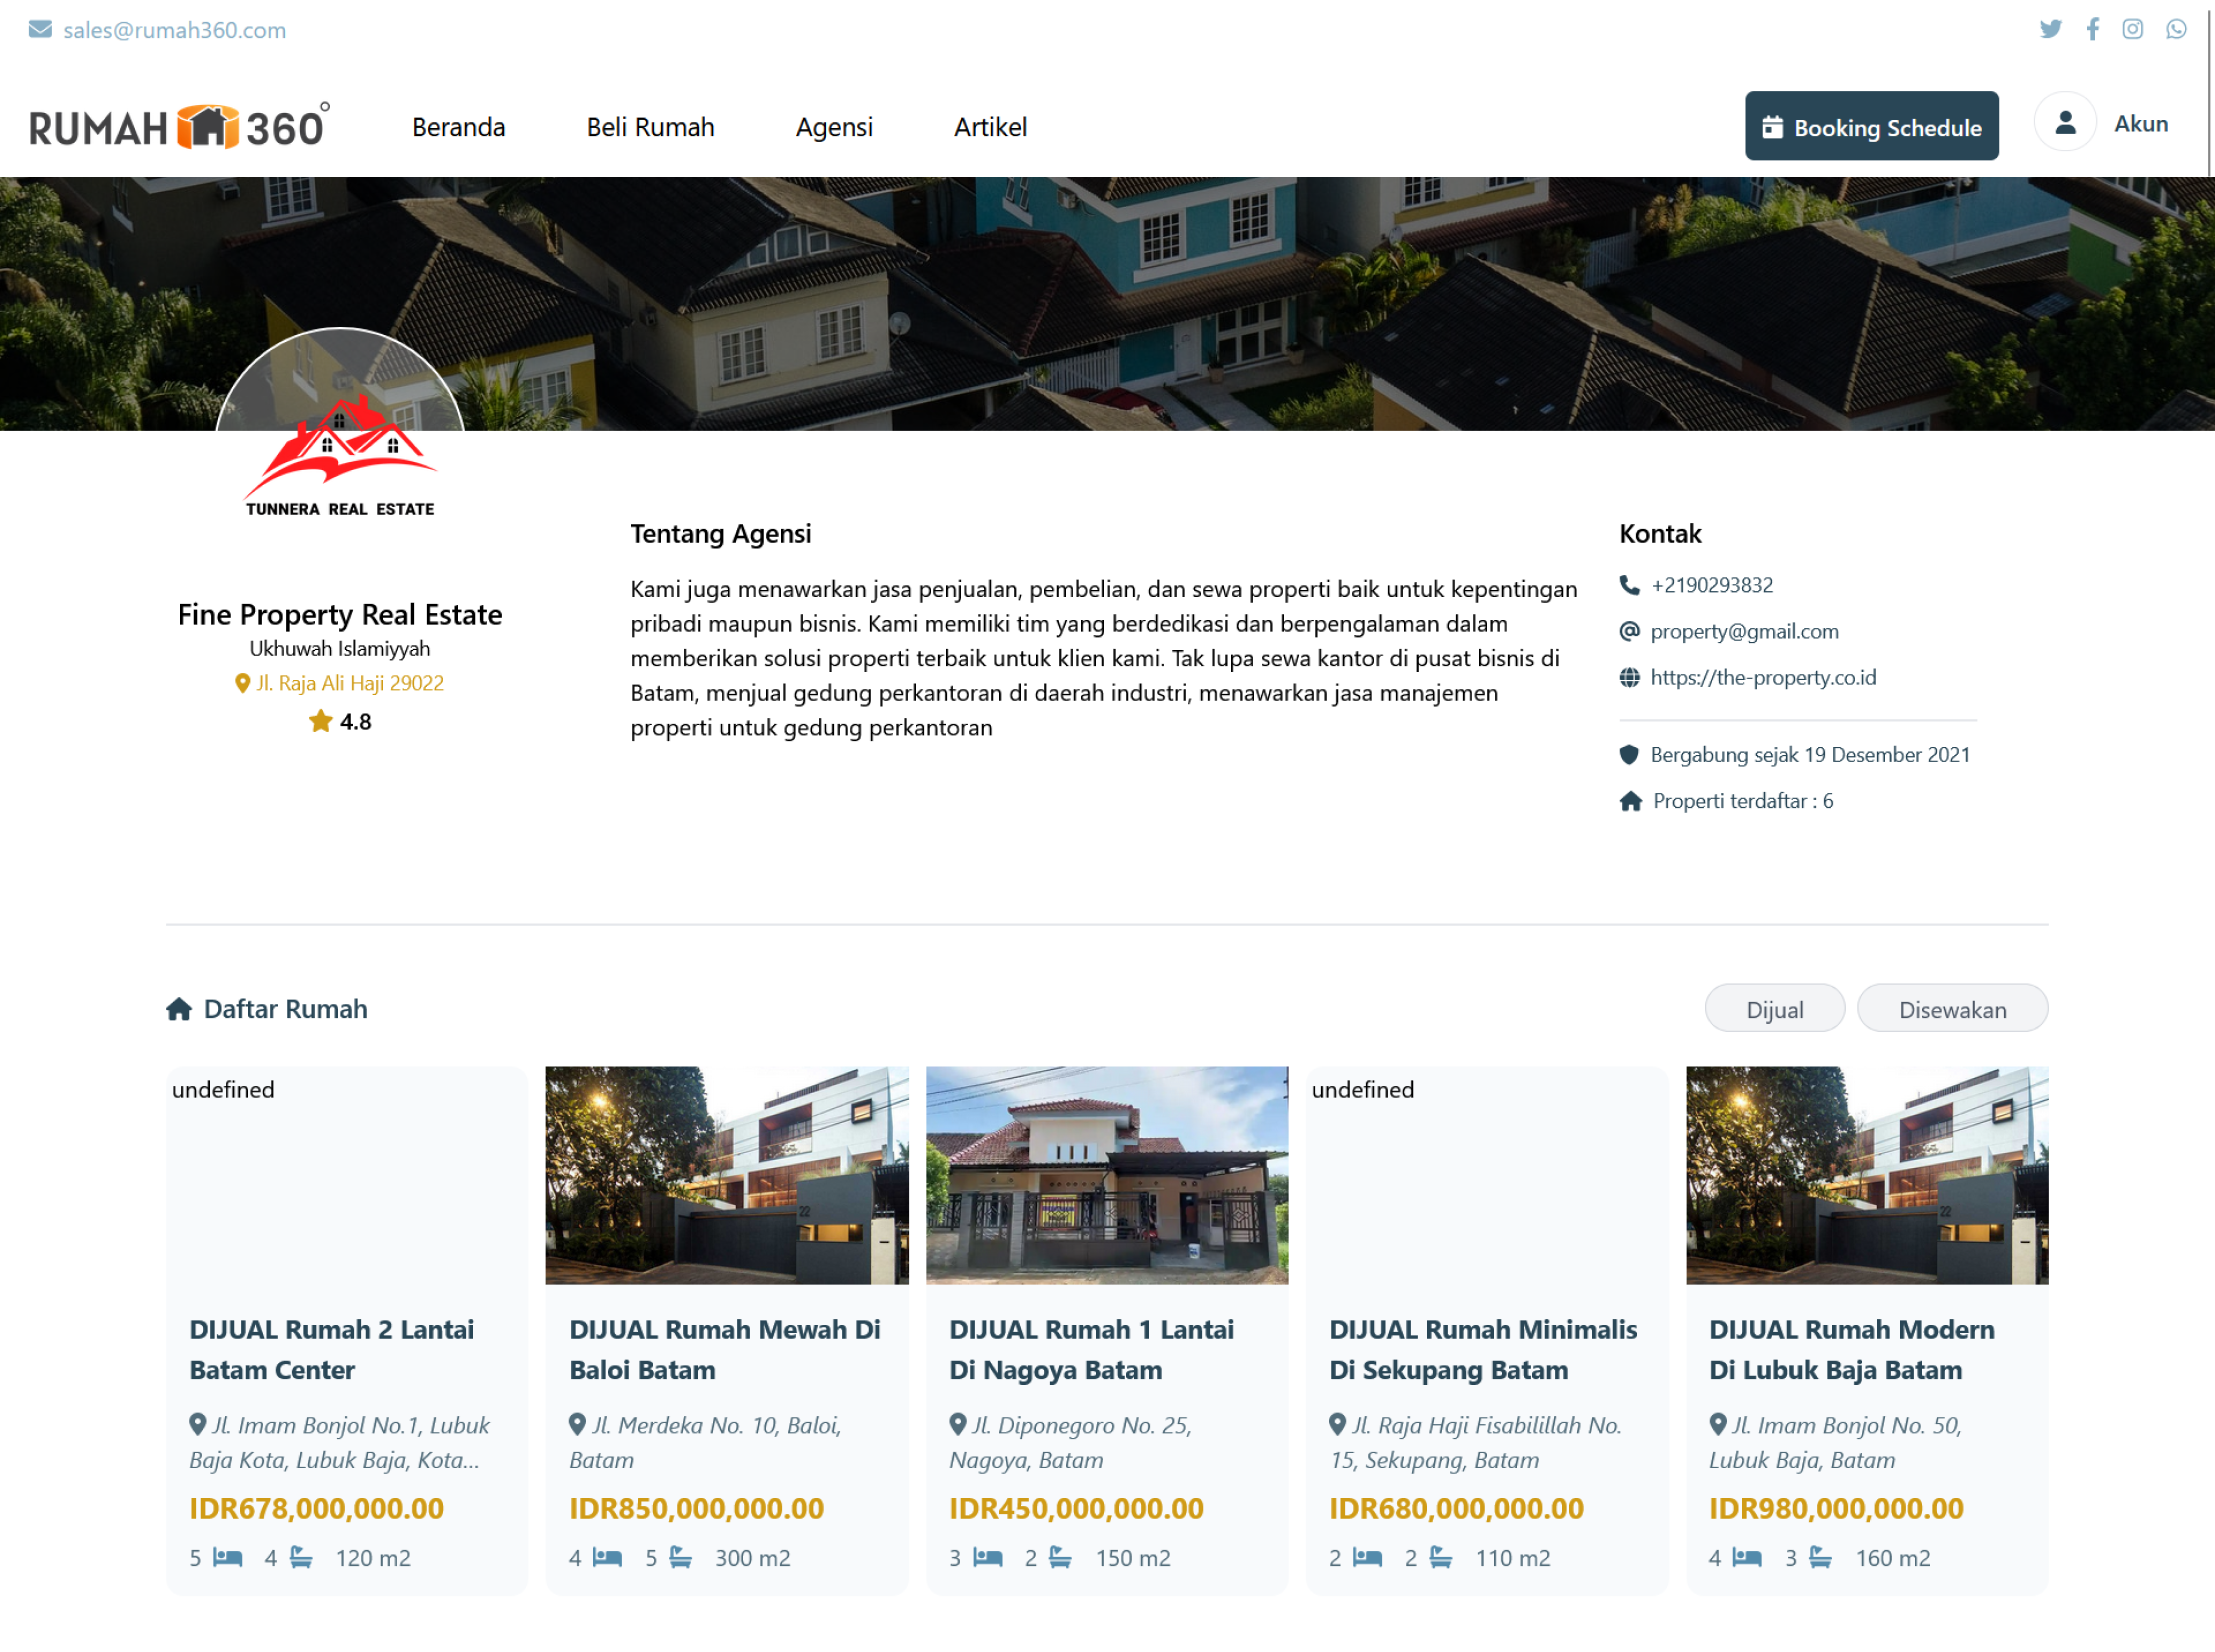 sales@rumah360.com
RUMAH 360°
Beranda
Beli Rumah
Agensi
Artikel
Booking Schedule
Akun
TUNNERA REAL ESTATE
Fine Property Real Estate
Ukhuwah Islamiyyah
Jl. Raja Ali Haji 29022
4.8
Tentang Agensi
Kami juga menawarkan jasa penjualan, pembelian, dan sewa properti baik untuk kepentingan
pribadi maupun bisnis. Kami memiliki tim yang berdedikasi dan berpengalaman dalam
memberikan solusi properti terbaik untuk klien kami. Tak lupa sewa kantor di pusat bisnis di
Batam, menjual gedung perkantoran di daerah industri, menawarkan jasa manajemen
properti untuk gedung perkantoran
Kontak
+2190293832
property@gmail.com
https://the-property.co.id
Bergabung sejak 19 Desember 2021
Properti terdaftar : 6
Daftar Rumah
Dijual
Disewakan
undefined
DIJUAL Rumah 2 Lantai
Batam Center
Jl. Imam Bonjol No.1, Lubuk
Baja Kota, Lubuk Baja, Kota...
IDR678,000,000.00
5 4 120 m2
22
DIJUAL Rumah Mewah Di
Baloi Batam
Jl. Merdeka No. 10, Baloi,
Batam
IDR850,000,000.00
4 5 300 m2
DIJUAL Rumah 1 Lantai
Di Nagoya Batam
Jl. Diponegoro No. 25,
Nagoya, Batam
IDR450,000,000.00
3 2 150 m2
undefined
DIJUAL Rumah Minimalis
Di Sekupang Batam
Jl. Raja Haji Fisabilillah No.
15, Sekupang, Batam
IDR680,000,000.00
2 2 110 m2
22
DIJUAL Rumah Modern
Di Lubuk Baja Batam
Jl. Imam Bonjol No. 50,
Lubuk Baja, Batam
IDR980,000,000.00
4 3 160 m2